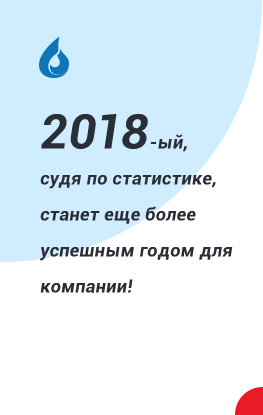 2018-ый,
судя по статистике,
станет еще более
успешным годом для
компании!